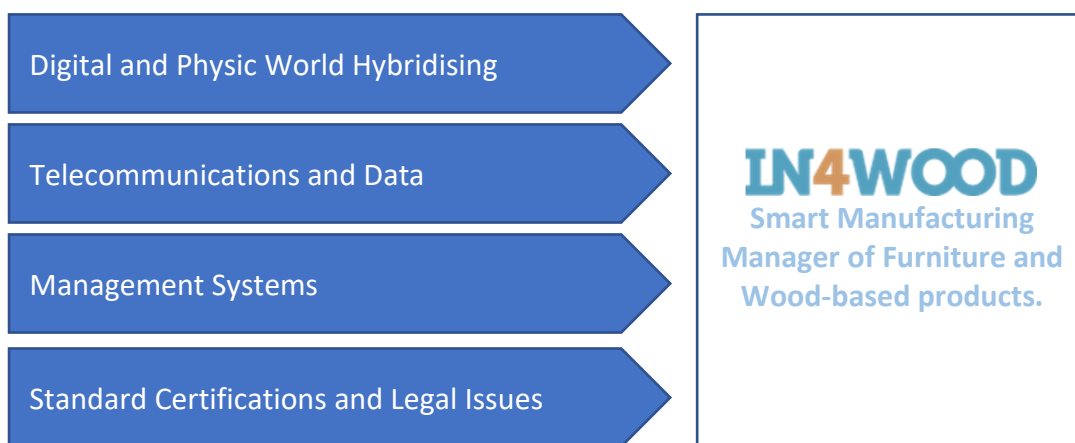 Digital and Physic World Hybridising
Telecommunications and Data
Management Systems
Standard Certifications and Legal Issues
IN4WOOD
Smart Manufacturing
Manager of Furniture and
Wood-based products.